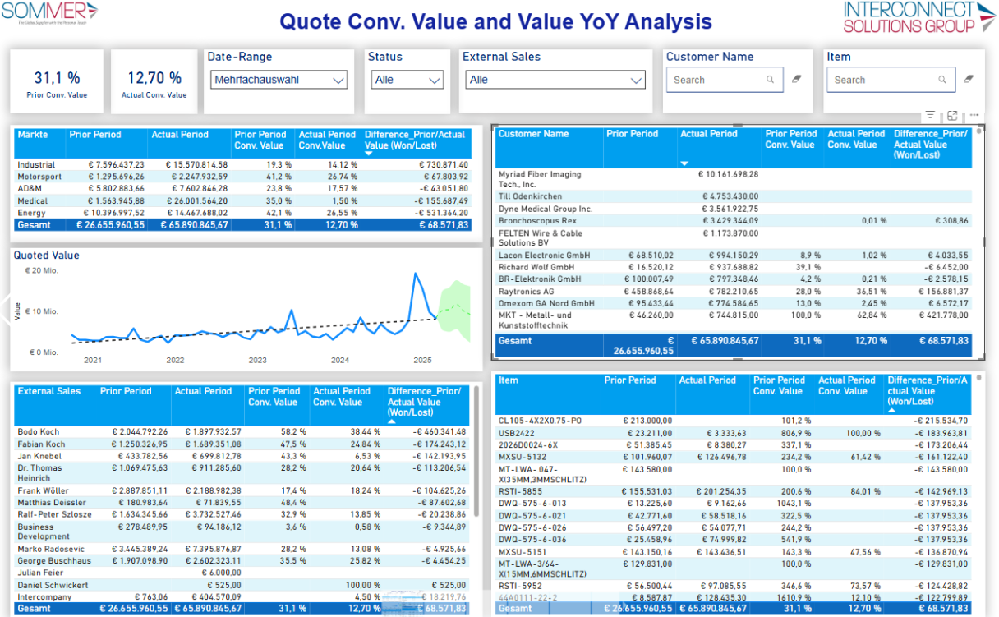 SOMMER
The Global Supplier with the Personal Touch
Quote Conv. Value and Value YoY Analysis
INTERCONNECT
SOLUTIONS GROUP
31,1 %
Prior Conv. Value
12,70 %
Actual Conv. Value
Date-Range
Mehrfachauswahl
Status
Alle
External Sales
Alle
Customer Name
Search
Item
Search
Märkte Prior Period Actual Period Prior Period Conv. Value Actual Period Conv.Value Difference_Prior/Actual Value (Won/Lost)
Industrial € 7.596.437,23 € 15.570.814,58 19,3 % 14,12 % € 730.871,40
Motorsport € 1.295.696,26 € 2.247.932,59 41,2 % 26,74 % € 67.803,92
AD&M € 5.802.883,66 € 7.602.846,28 23,8 % 17,57 % -€ 43.051,80
Medical € 1.563.945,88 € 26.001.564,20 35,0 % 1,50 % -€ 155.687,49
Energy € 10.396.997,52 € 14.467.688,02 42,1 % 26,55 % -€ 531.364,20
Gesamt € 26.655.960,55 € 65.890.845,67 31,1 % 12,70 % € 68.571,83
Quoted Value
€ 20 Mio.
€ 10 Mio.
€ 0 Mio.
Value
2021 2022 2023 2024 2025
Customer Name Prior Period Actual Period Prior Period Conv. Value Actual Period Conv. Value Difference_Prior/ Actual Value (Won/Lost)
Myriad Fiber Imaging Tech., Inc. € 10.161.698,28
Till Odenkirchen € 4.753.430,00
Dyne Medical Group Inc. € 3.561.922,75
Bronchoscopus Rex € 3.429.344,09 0,01 % € 308,86
FELTEN Wire & Cable Solutions BV € 1.173.870,00
Lacon Electronic GmbH € 68.510,02 € 994.150,29 8,9 % 1,02 % € 4.033,55
Richard Wolf GmbH € 16.520,12 € 937.688,82 39,1 % -€ 6.452,00
BR-Elektronik GmbH € 100.007,49 € 797.348,46 4,2 % 0,21 % -€ 2.578,15
Raytronics AG € 458.868,64 € 782.210,65 28,0 % 36,51 % € 156.881,37
Omexom GA Nord GmbH € 95.433,44 € 774.584,65 13,0 % 2,45 % € 6.572,17
MKT - Metall- und Kunststofftechnik € 46.260,00 € 744.815,00 100,0 % 62,84 % € 421.778,00
Gesamt € 26.655.960,55 € 65.890.845,67 31,1 % 12,70 % € 68.571,83
External Sales Prior Period Actual Period Prior Period Conv. Value Actual Period Conv. Value Difference_Prior/ Actual Value (Won/Lost)
Bodo Koch € 2.044.792,26 € 1.897.932,57 58,2 % 38,44 % -€ 460.341,48
Fabian Koch € 1.250.326,95 € 1.689.351,08 47,5 % 24,84 % -€ 174.243,12
Jan Knebel € 433.782,56 € 699.812,78 43,3 % 6,53 % -€ 142.193,95
Dr. Thomas Heinrich € 1.069.475,63 € 911.285,60 28,2 % 20,64 % -€ 113.206,54
Frank Wöller € 2.887.851,11 € 2.188.982,38 17,4 % 18,24 % -€ 104.625,26
Matthias Deissler € 180.983,64 € 71.839,55 48,4 % -€ 87.602,68
Ralf-Peter Szlosze € 1.634.345,66 € 3.732.527,46 32,9 % 13,85 % -€ 20.238,86
Business Development € 278.489,95 € 94.186,12 3,6 % 0,58 % -€ 9.344,89
Marko Radosevic € 3.445.389,24 € 7.395.876,87 28,2 % 13,08 % -€ 4.925,66
George Buschhaus € 1.907.098,90 € 2.602.323,11 35,5 % 25,82 % -€ 4.454,25
Julian Feier € 6.000,00
Daniel Schwickert € 525,00 100,00 % € 525,00
Intercompany € 763,06 € 404.570,09 4,50 % € 18.219,76
Gesamt € 26.655.960,55 € 65.890.845,67 31,1 % 12,70 % € 68.571,83
Item Prior Period Actual Period Prior Period Conv. Value Actual Period Conv. Value Difference_Prior/A ctual Value (Won/Lost)
CL105-4X2X0.75-PO € 213.000,00 101,2 % -€ 215.534,70
USB2422 € 23.211,00 € 3.333,63 806,9 % 100,00 % -€ 183.963,81
2026D0024-6X € 51.385,45 € 8.380,27 337,1 % -€ 173.206,44
MXSU-5132 € 101.960,07 € 126.496,78 234,2 % 61,42 % -€ 161.122,40
MT-LWA-.047-X(35MM,3MMSCHLITZ) € 143.580,00 100,0 % -€ 143.580,00
RSTI-5855 € 155.531,03 € 201.254,35 200,6 % 84,01 % -€ 142.969,13
DWQ-575-6-013 € 13.225,60 € 9.162,66 1043,1 % -€ 137.953,36
DWQ-575-6-021 € 42.771,60 € 58.518,16 322,5 % -€ 137.953,36
DWQ-575-6-026 € 56.497,20 € 54.077,71 244,2 % -€ 137.953,36
DWQ-575-6-036 € 25.458,96 € 74.999,82 541,9 % -€ 137.953,36
MXSU-5151 € 143.150,16 € 143.436,51 143,3 % 47,56 % -€ 136.870,94
MT-LWA-3/64-X(15MM,6MMSCHLITZ) € 129.831,00 100,0 % -€ 129.831,00
RSTI-5952 € 56.500,44 € 97.085,55 346,6 % 73,57 % -€ 124.428,82
44A0111-22-2 € 8.587,87 € 128.435,30 1610,9 % 12,10 % -€ 122.799,89
Gesamt € 26.655.960,55 € 65.890.845,67 31,1 % 12,70 % € 68.571,83